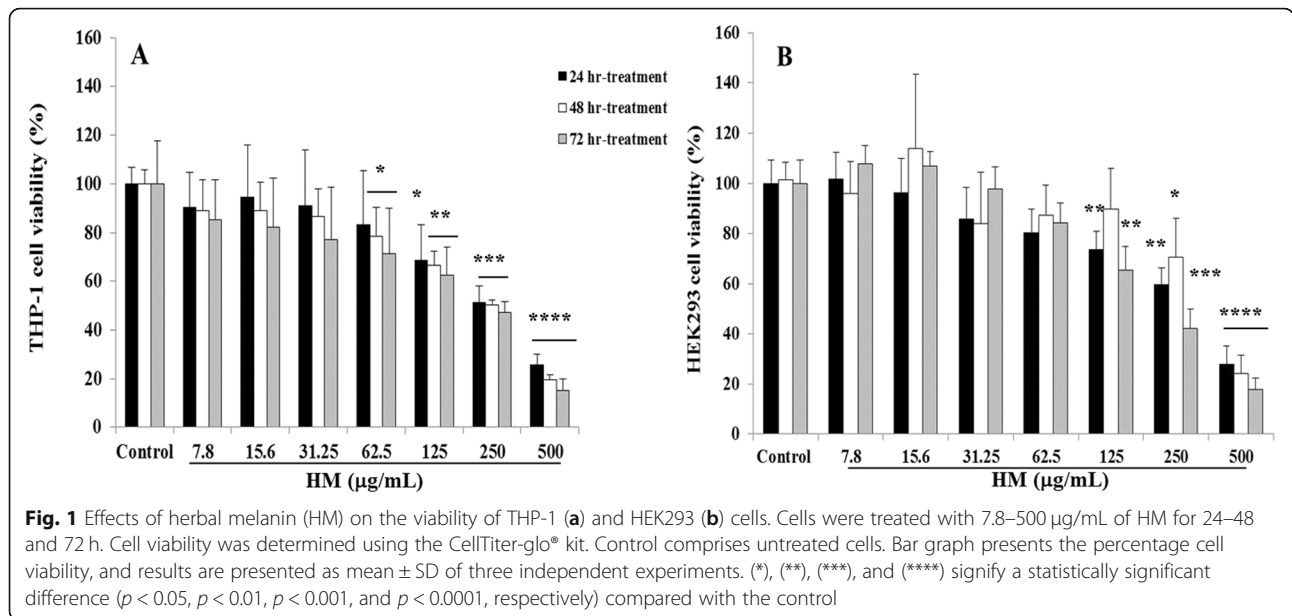 160
140
120
100
80
60
40
20
0
THP-1 cell viability (%)
A
24 hr-treatment
48 hr-treatment
72 hr-treatment
*
*
**
***
****
Control 7.8 15.6 31.25 62.5 125 250 500
HM (µg/mL)
160
140
120
100
80
60
40
20
0
HEK293 cell viability (%)
B
**
**
**
*
***
****
Control 7.8 15.6 31.25 62.5 125 250 500
HM (µg/mL)
Fig. 1 Effects of herbal melanin (HM) on the viability of THP-1 (a) and HEK293 (b) cells. Cells were treated with 7.8–500 µg/mL of HM for 24–48
and 72 h. Cell viability was determined using the CellTiter-glo® kit. Control comprises untreated cells. Bar graph presents the percentage cell
viability, and results are presented as mean ± SD of three independent experiments. (*), (**), (***), and (****) signify a statistically significant
difference (p < 0.05, p < 0.01, p < 0.001, and p < 0.0001, respectively) compared with the control